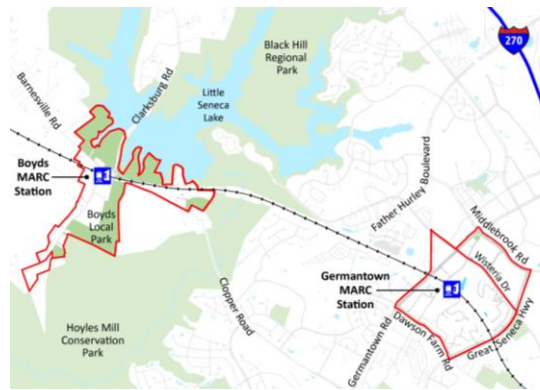 Barnesville Rd
Clarksburg Rd
Black Hill
Regional
Park
270
Little
Seneca
Lake
Boyds
MARC
Station
Boyds
Local
Park
Father Hurley Boulevard
Middlebrook Rd
Wisteria Dr
Germantown
MARC
Station
Clopper Road
Hoyles Mill
Conservation
Park
Germantown Rd
Dawson Farm Rd
Great Seneca Hwy